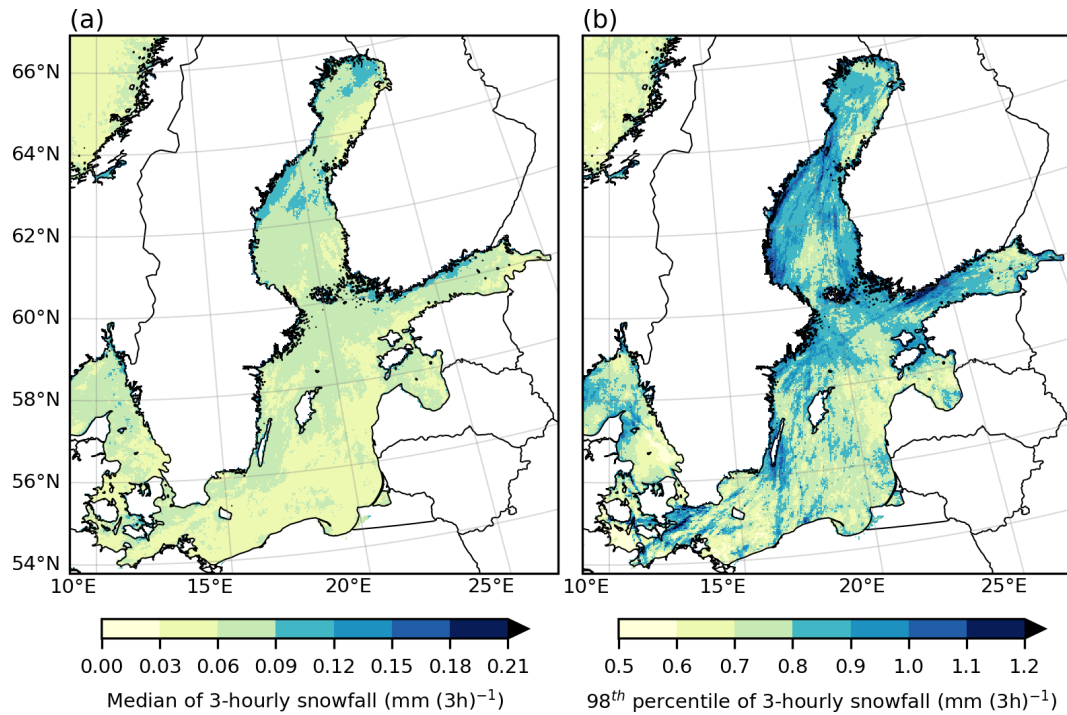 (a)
(b)
66°N
64°N
62°N
60°N
58°N
56°N
54°N
10°E 15°E 20°E 25°E
10°E 15°E 20°E 25°E
0.00 0.03 0.06 0.09 0.12 0.15 0.18 0.21
Median of 3-hourly snowfall (mm (3h)⁻¹)
0.5 0.6 0.7 0.8 0.9 1.0 1.1 1.2
98ᵗʰ percentile of 3-hourly snowfall (mm (3h)⁻¹)